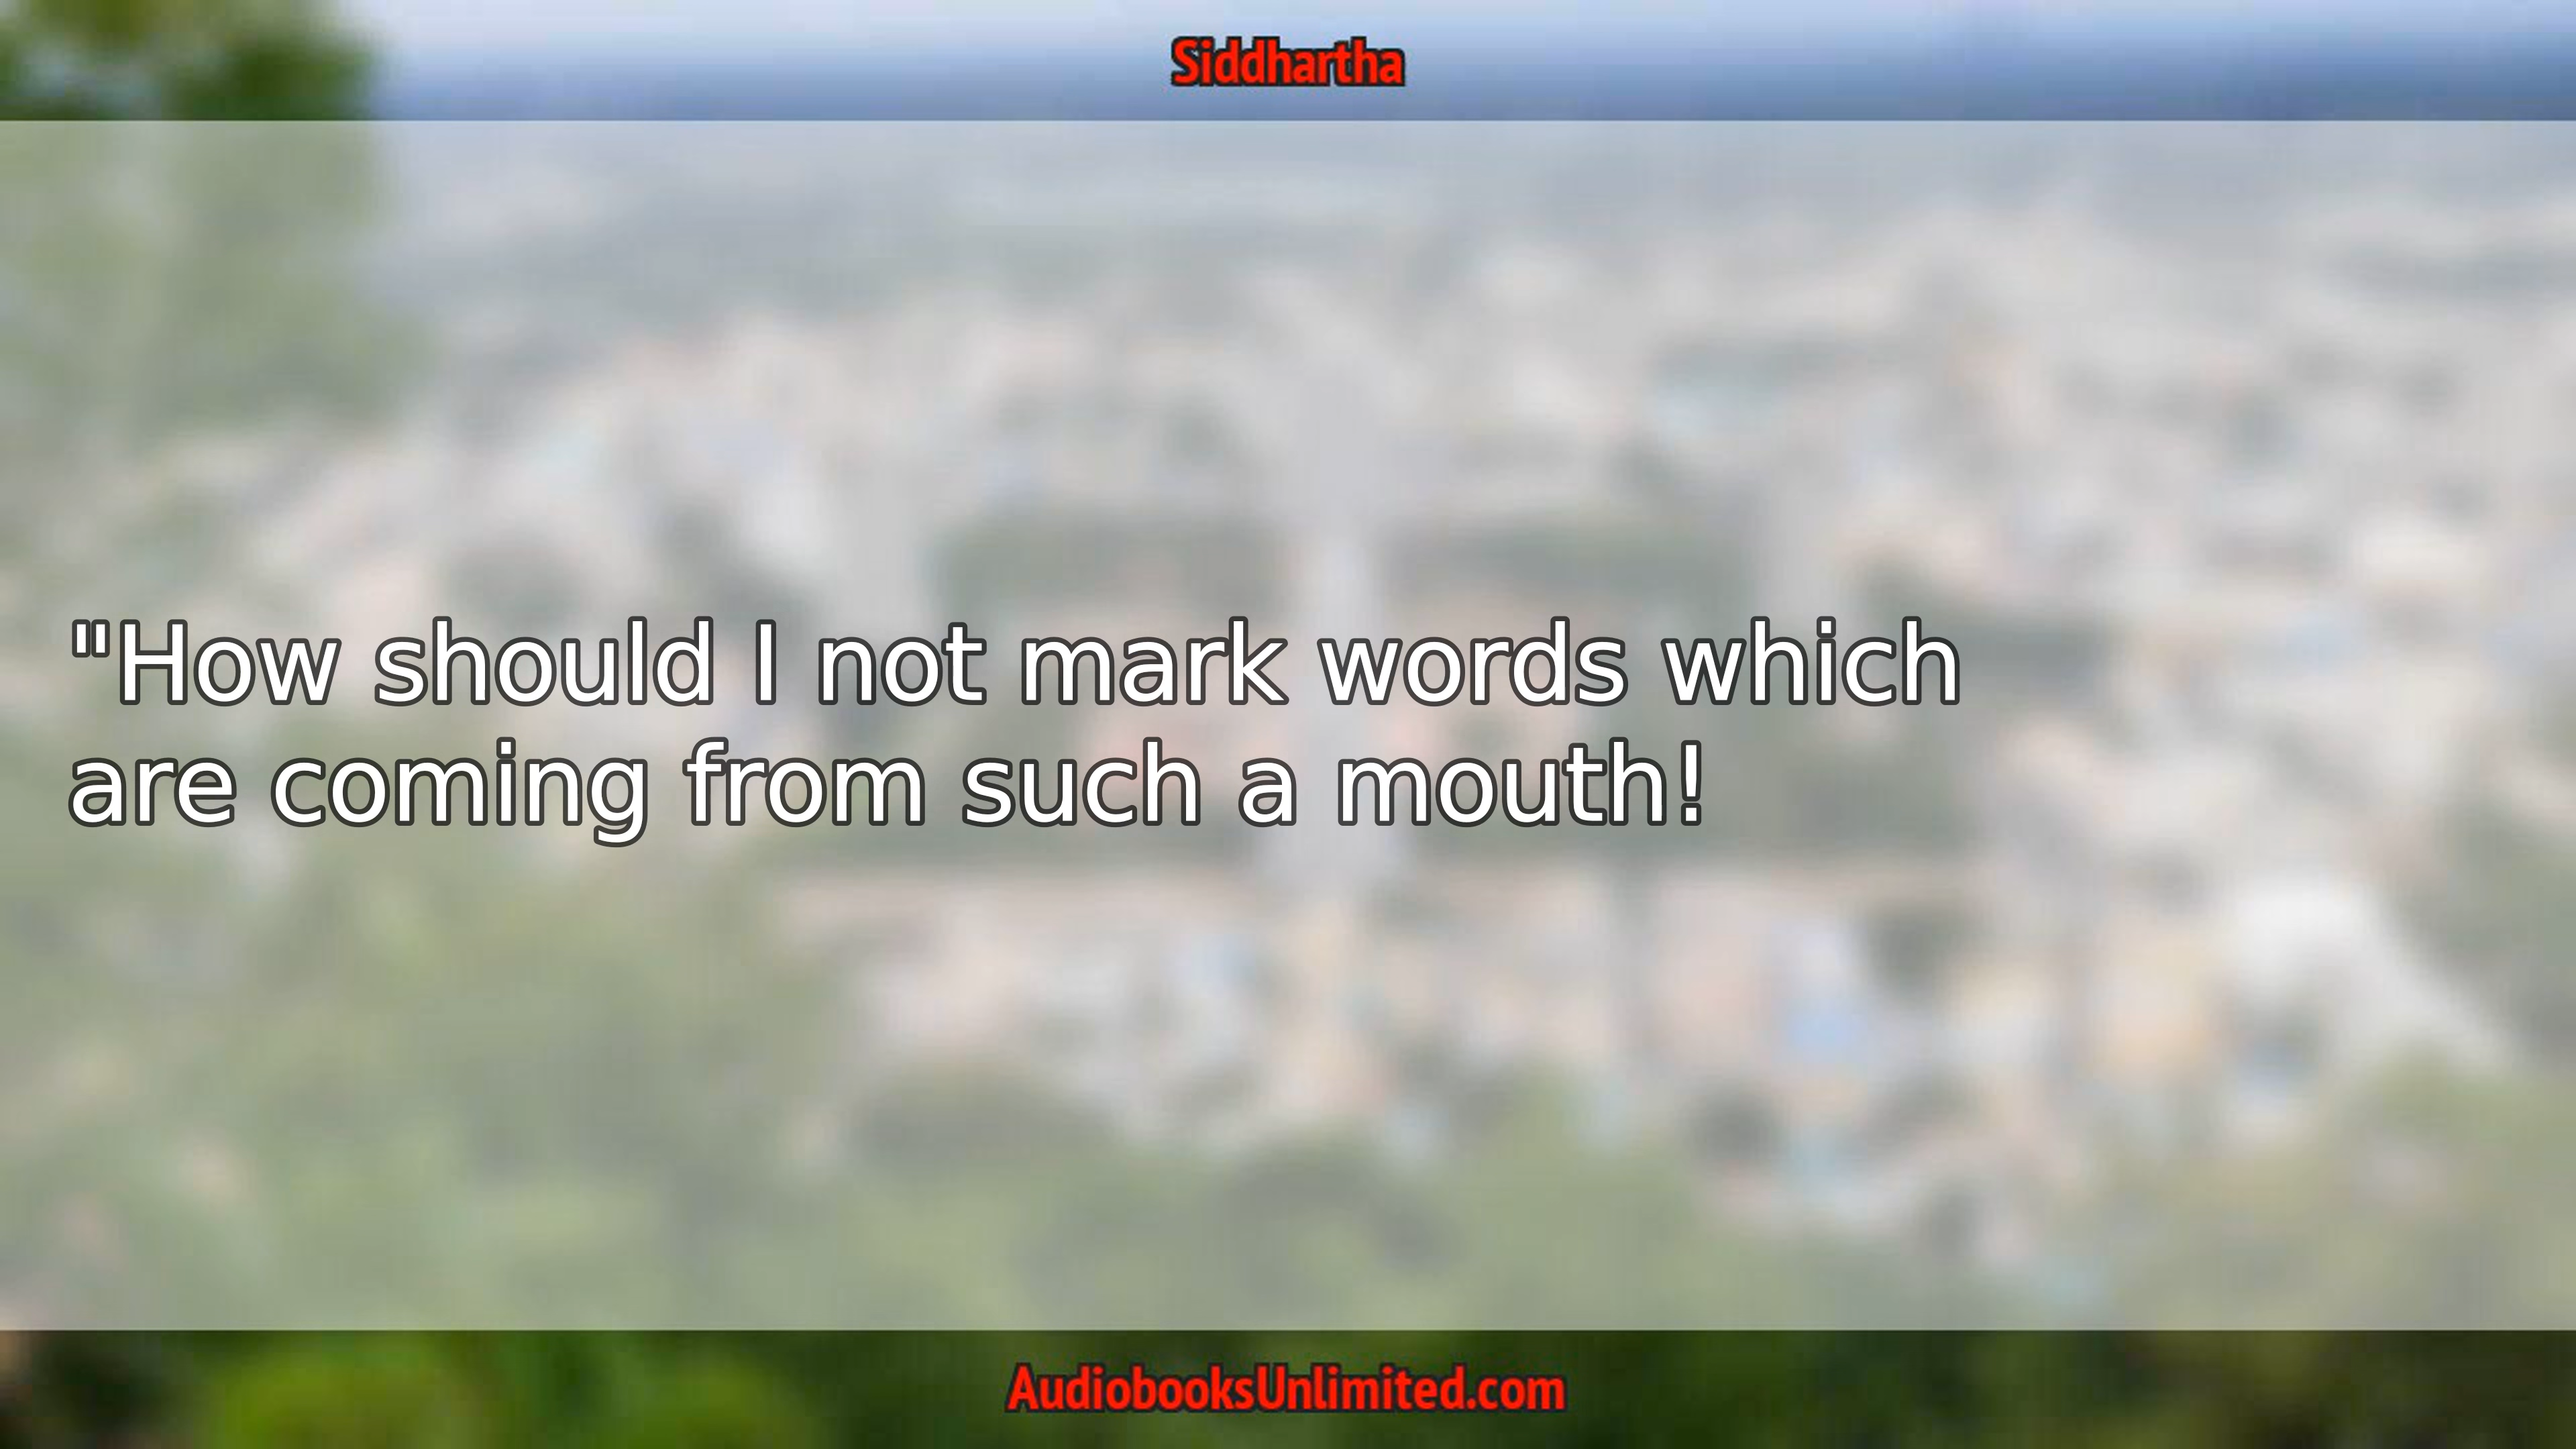 Siddhartha
"How should I not mark words which
are coming from such a mouth!
AudiobooksUnlimited.com